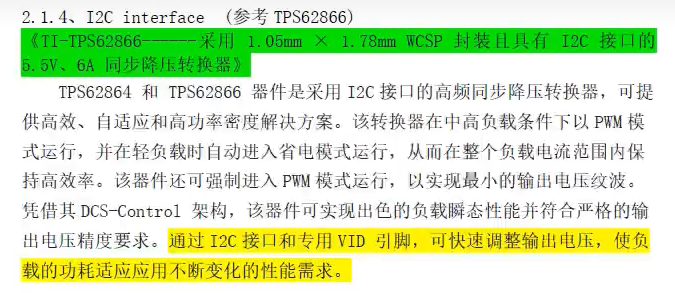 2.1.4、I2C interface (参考 TPS62866)
《TI-TPS62866------采用 1.05mm × 1.78mm WCSP 封装且具有 I2C 接口的
5.5V、6A 同步降压转换器》
TPS62864 和 TPS62866 器件是采用 I2C 接口的高频同步降压转换器，可提
供高效、自适应和高功率密度解决方案。该转换器在中高负载条件下以 PWM 模
式运行，并在轻负载时自动进入省电模式运行，从而在整个负载电流范围内保
持高效率。该器件还可强制进入 PWM 模式运行，以实现最小的输出电压纹波。
凭借其 DCS-Control 架构，该器件可实现出色的负载瞬态性能并符合严格的输
出电压精度要求。通过 I2C 接口和专用 VID 引脚，可快速调整输出电压，使负
载的功耗适应应用不断变化的性能需求。